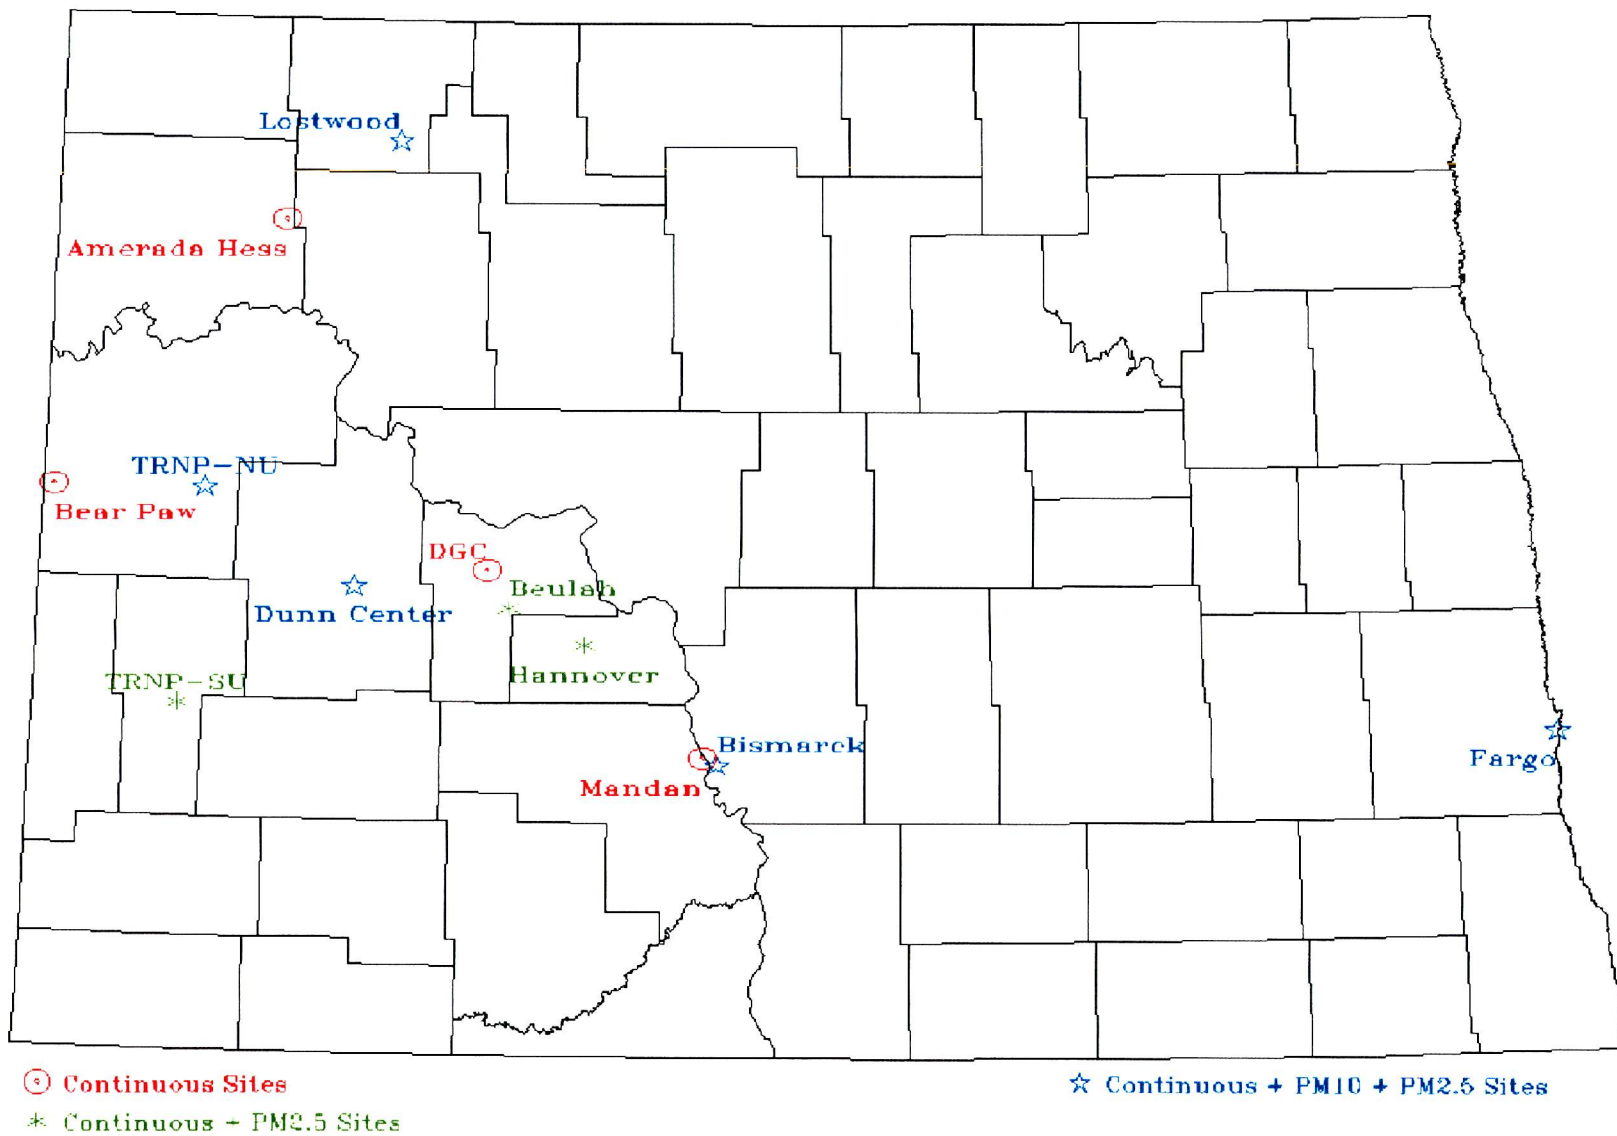 Lostwood
Amerada Hess
TRNP-NU
Bear Paw
DGC
Beulah
Dunn Center
Hannover
TRNP-SU
Bismarck
Mandan
Fargo
Continuous Sites
Continuous + PM10 + PM2.5 Sites
Continuous + PM2.5 Sites